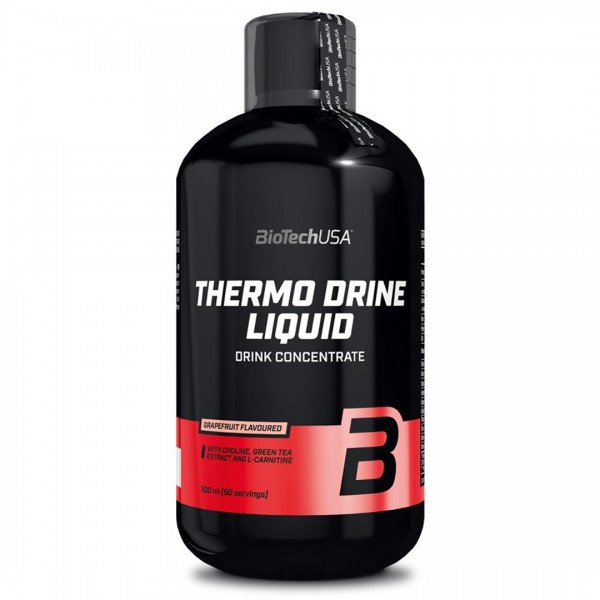 BioTechUSA
BioTechUSA™
THERMO DRINE
LIQUID
DRINK CONCENTRATE
GRAPEFRUIT FLAVOURED
WITH CHOLINE, GREEN TEA
EXTRACT AND L-CARNITINE
500 ml (50 servings)
B